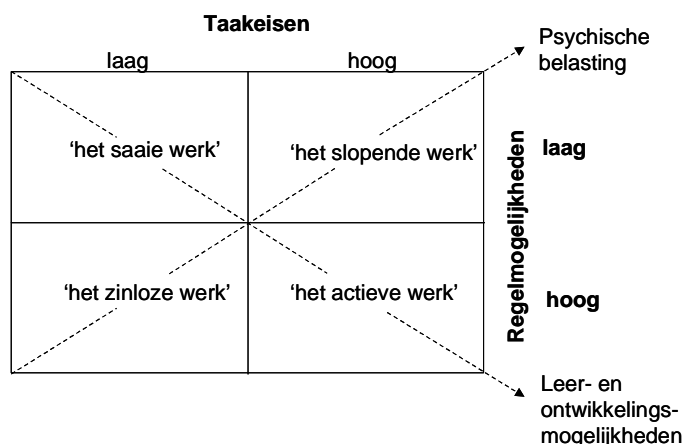 Taakeisen
laag hoog
Psychische
belasting
'het saaie werk' 'het slopende werk' laag
Regelmogelijkheden
'het zinloze werk' 'het actieve werk' hoog
Leer- en
ontwikkelings-
mogelijkheden